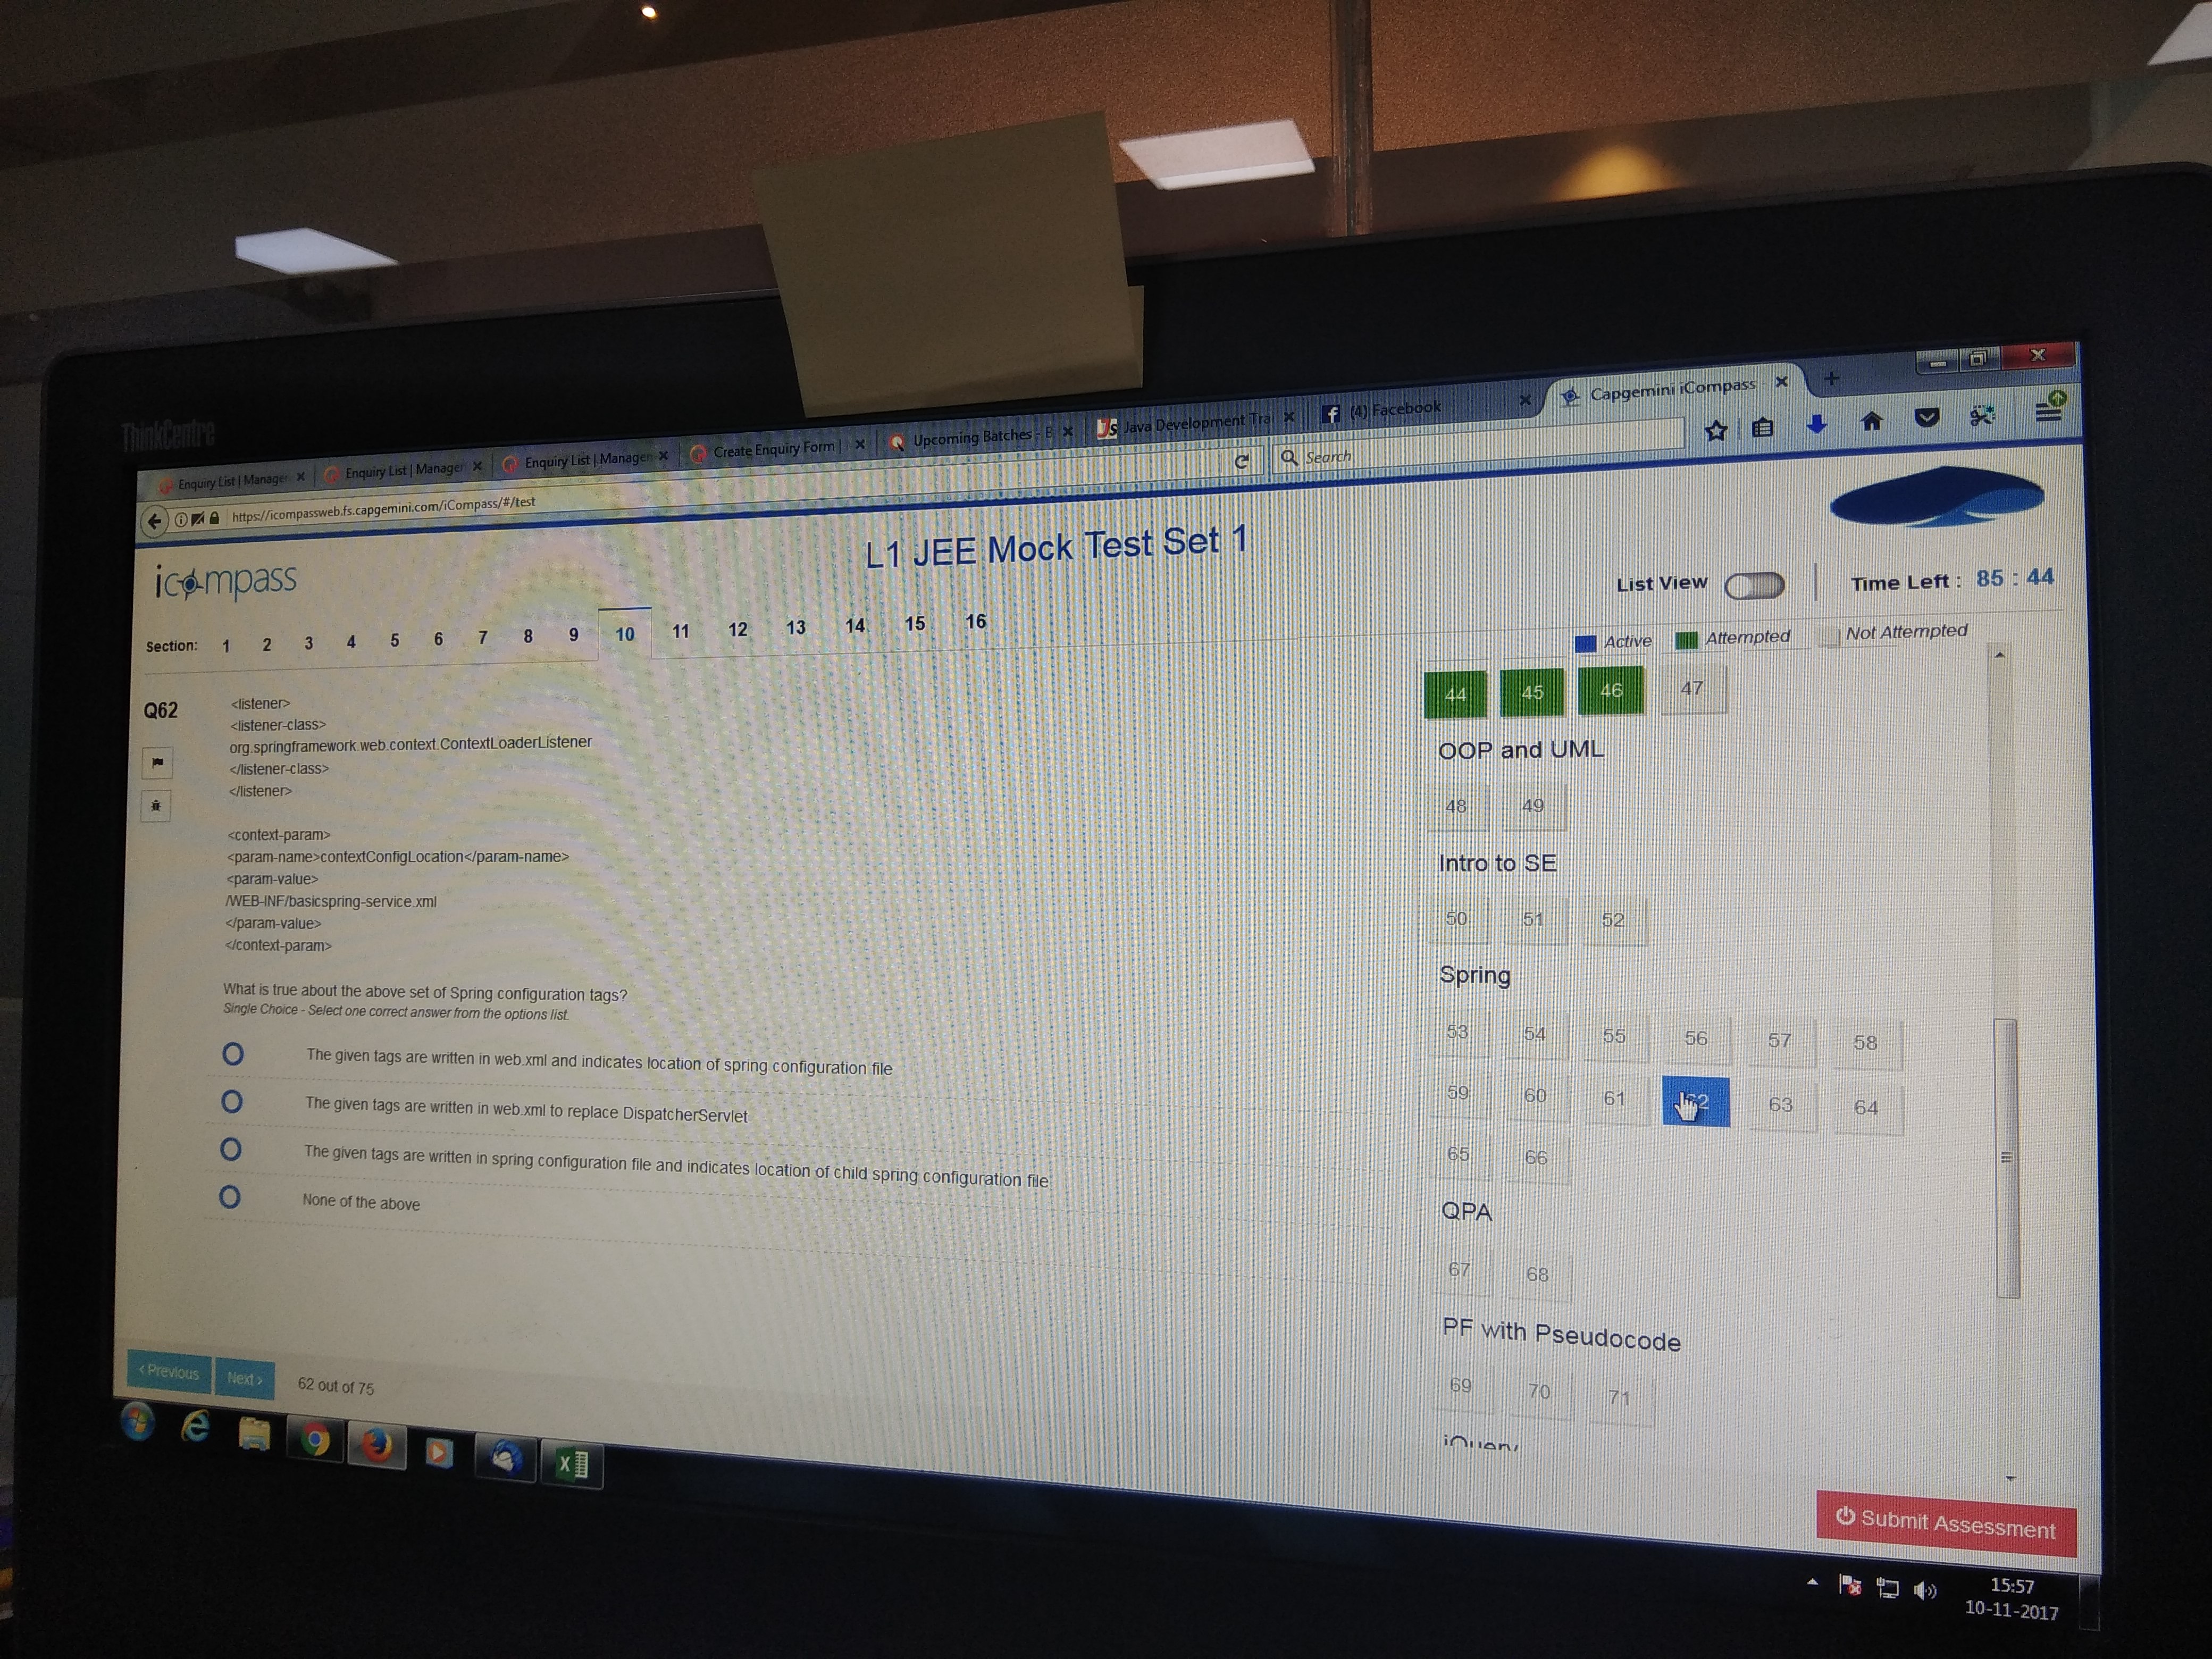 ThinkCentre
Enquiry List | Manager
Enquiry List | Manager
Enquiry List | Manager
Create Enquiry Form |
Upcoming Batches - B
Java Development Trai
(4) Facebook
Capgemini iCompass
https://icompassweb.fs.capgemini.com/iCompass/#/test
Search
icompass
L1 JEE Mock Test Set 1
List View
Time Left : 85 : 44
Section: 1 2 3 4 5 6 7 8 9 10 11 12 13 14 15 16
Active Attempted Not Attempted
Q62
<listener>
<listener-class>
org.springframework.web.context.ContextLoaderListener
</listener-class>
</listener>
<context-param>
<param-name>contextConfigLocation</param-name>
<param-value>
/WEB-INF/basicspring-service.xml
</param-value>
</context-param>
What is true about the above set of Spring configuration tags?
Single Choice - Select one correct answer from the options list.
The given tags are written in web.xml and indicates location of spring configuration file
The given tags are written in web.xml to replace DispatcherServlet
The given tags are written in spring configuration file and indicates location of child spring configuration file
None of the above
44 45 46 47
OOP and UML
48 49
Intro to SE
50 51 52
Spring
53 54 55 56 57 58
59 60 61 62 63 64
65 66
QPA
67 68
PF with Pseudocode
69 70 71
jQuery
< Previous
Next >
62 out of 75
Submit Assessment
15:57
10-11-2017